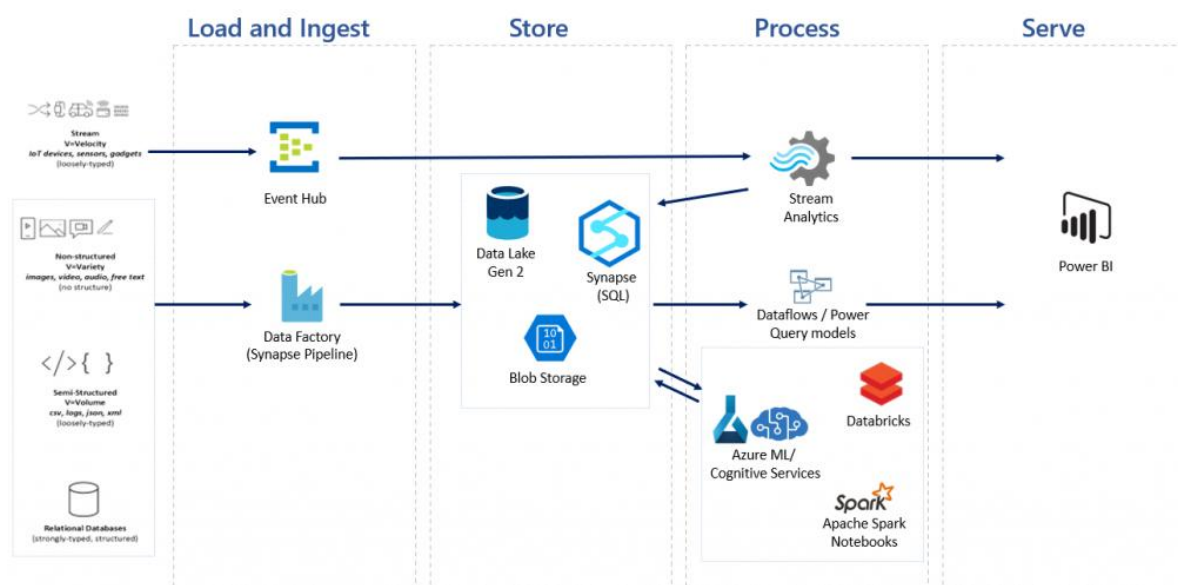 Load and Ingest
Store
Process
Serve
Stream
V=Velocity
IoT devices, sensors, gadgets
(loosely-typed)
Event Hub
Stream
Analytics
Non-structured
V=Variety
images, video, audio, free text
(no structure)
Data Factory
(Synapse Pipeline)
Data Lake
Gen 2
Synapse
(SQL)
10
01
Blob Storage
Dataflows / Power
Query models
Power BI
</>{ }
Semi-Structured
V=Volume
csv, logs, json, xml
(loosely-typed)
Relational Databases
(strongly-typed, structured)
Azure ML/
Cognitive Services
Databricks
Spark
Apache Spark
Notebooks